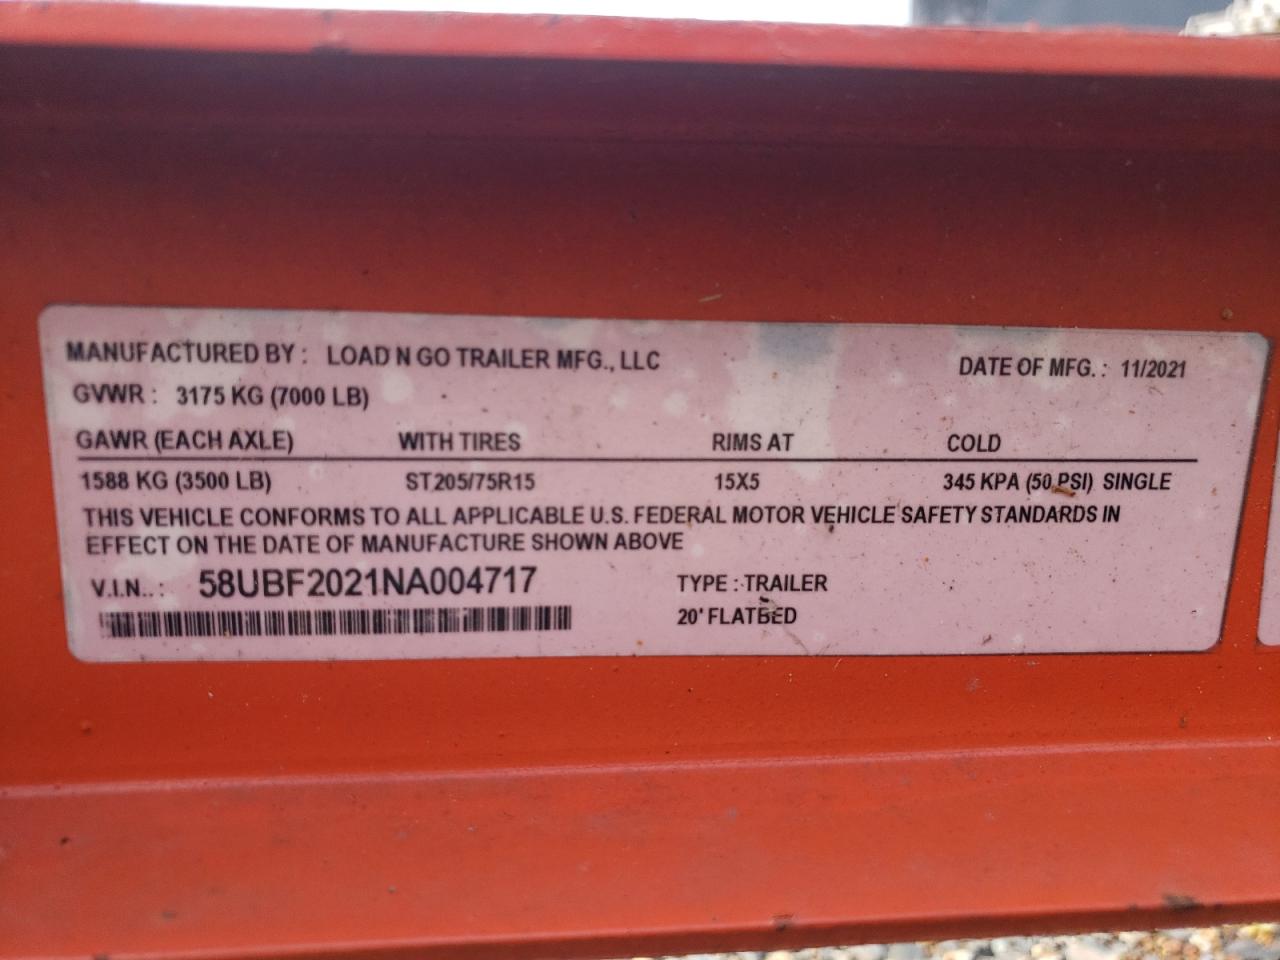 MANUFACTURED BY : LOAD N GO TRAILER MFG., LLC DATE OF MFG. : 11/2021
GVWR : 3175 KG (7000 LB)
GAWR (EACH AXLE) WITH TIRES RIMS AT COLD
1588 KG (3500 LB) ST205/75R15 15X5 345 KPA (50 PSI) SINGLE
THIS VEHICLE CONFORMS TO ALL APPLICABLE U.S. FEDERAL MOTOR VEHICLE SAFETY STANDARDS IN
EFFECT ON THE DATE OF MANUFACTURE SHOWN ABOVE
V.I.N.. : 58UBF2021NA004717 TYPE : TRAILER
20' FLATBED